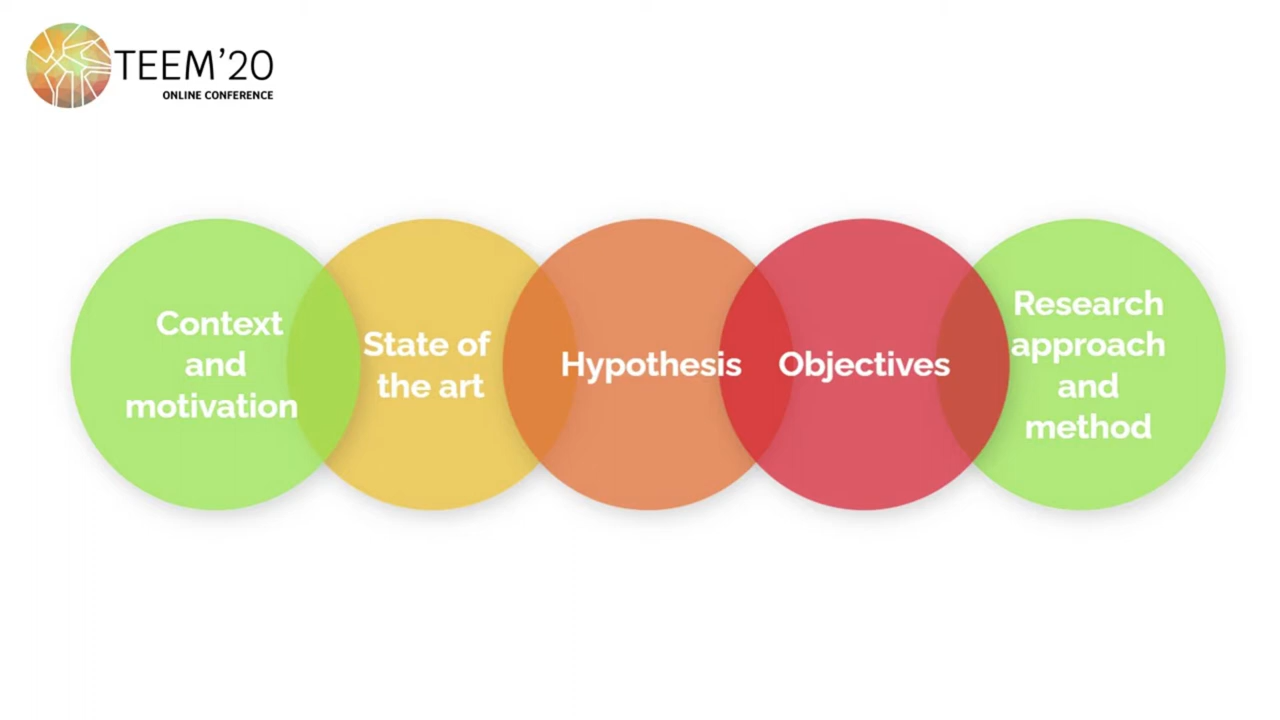 TEEM'20
ONLINE CONFERENCE
Context
and
motivation
State of
the art
Hypothesis
Objectives
Research
approach
and
method